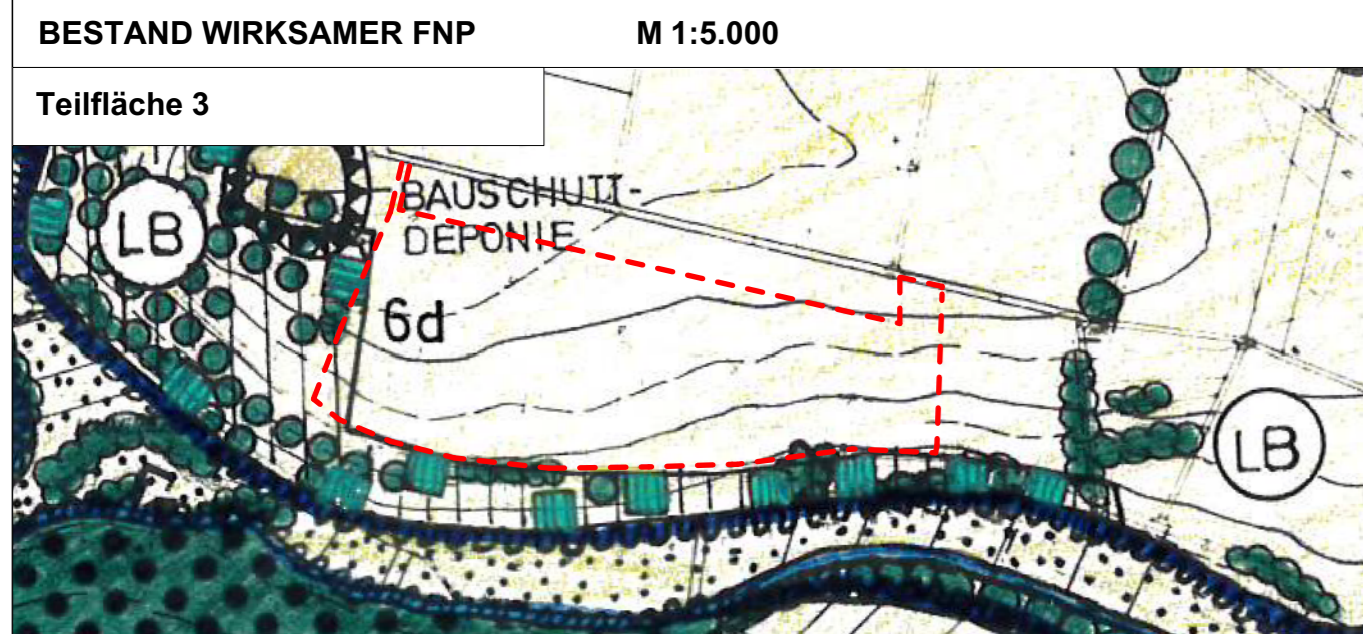 BESTAND WIRKSAMER FNP M 1:5.000
Teilfläche 3
BAUSCHUTT-
DEPONIE
LB
6d
LB